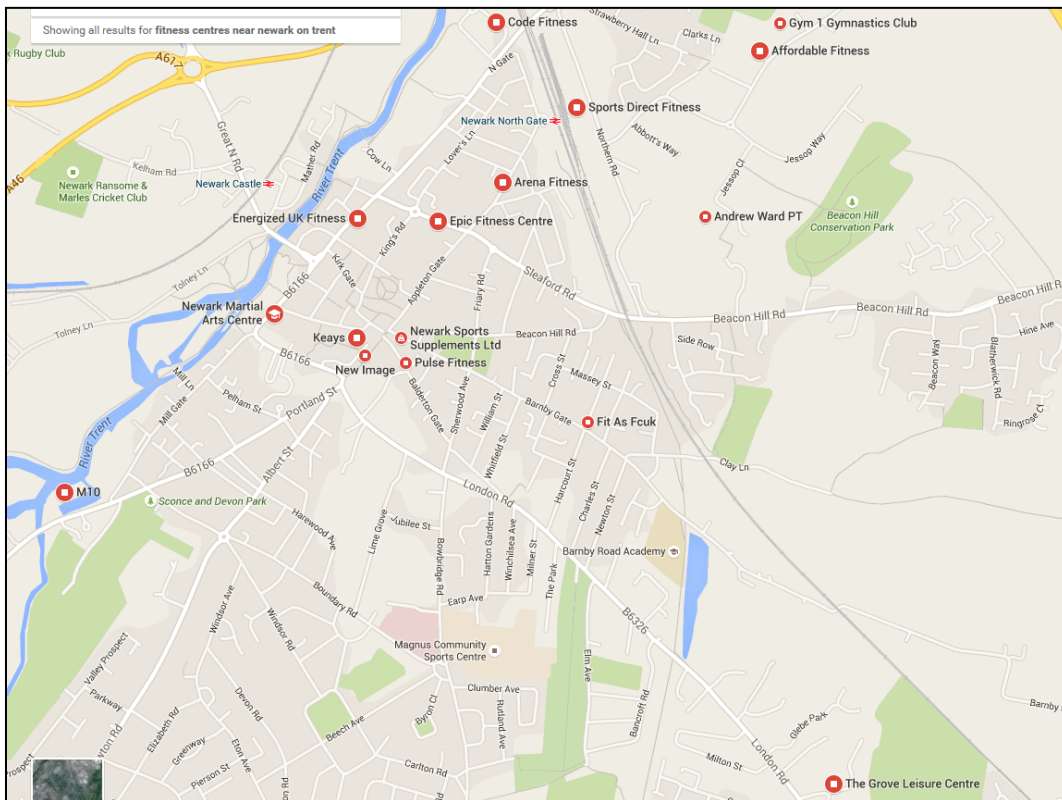 Showing all results for fitness centres near newark on trent
Code Fitness
Strawberry Hall Ln
Clarks Ln
Gym 1 Gymnastics Club
Affordable Fitness
k Rugby Club
A617
N Gate
Sports Direct Fitness
Newark North Gate
Great N Rd
Mather Rd
River Trent
Cow Ln
Lover's Ln
Northern Rd
Abbott's Way
Jessop Way
Jessop Cl
A46
Kelham Rd
Newark Ransome &
Marles Cricket Club
Newark Castle
Arena Fitness
Energized UK Fitness
Epic Fitness Centre
Andrew Ward PT
Beacon Hill
Conservation Park
King's Rd
Kirk Gate
Appleton Gate
Friary Rd
Sleaford Rd
Tolney Ln
B6166
Tolney Ln
Newark Martial
Arts Centre
Beacon Hill Rd
Beacon Hill Rd
Beacon Hill Rd
Hine Ave
Keays
Newark Sports
Supplements Ltd
Beacon Hill Rd
Side Row
Beacon Way
Blatherwick Rd
B6166
New Image
Pulse Fitness
Cross St
Massey St
Mill Ln
Mill Gate
Pelham St
Portland St
Balderton Gate
Sherwood Ave
William St
Barnby Gate
Fit As Fcuk
Ringrose Cl
River Trent
B6166
Albert St
Whitfield St
Harcourt St
Charles St
Newton St
Clay Ln
M10
Sconce and Devon Park
London Rd
Harewood Ave
Lime Grove
Jubilee St
Bowbridge Rd
Hatton Gardens
Winchilsea Ave
Milner St
The Park
Barnby Road Academy
Boundary Rd
Earp Ave
B6326
Windsor Ave
Windsor Rd
Magnus Community
Sports Centre
Elm Ave
Valley Prospect
Parkway
Clumber Ave
Rutland Ave
Bancroft Rd
Devon Rd
Byron Cl
Beech Ave
Elizabeth Rd
Greenway
Eton Ave
Glebe Park
Barnby
London Rd
Milton St
Carlton Rd
Pierson St
Prospect
The Grove Leisure Centre